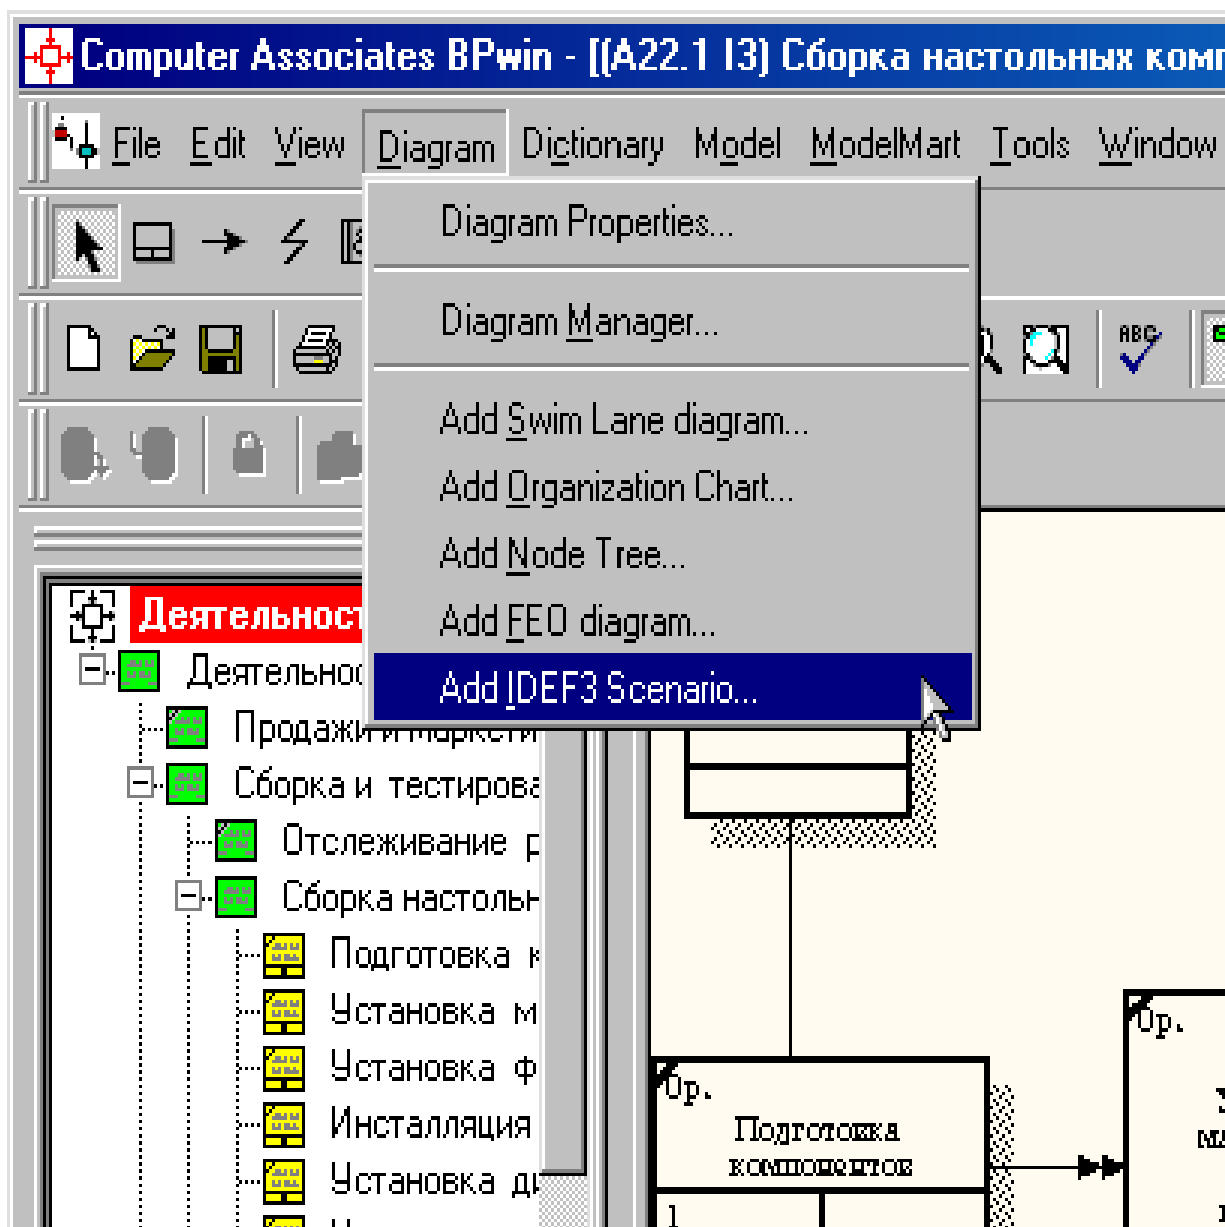 Computer Associates BPwin - [(A22.1 I3) Сборка настольных комп
File Edit View Diagram Dictionary Model ModelMart Tools Window
Diagram Properties...
Diagram Manager...
ABC
Add Swim Lane diagram...
Add Organization Chart...
Add Node Tree...
Add FEO diagram...
Add IDEF3 Scenario...
Деятельност
Деятельнос
Продажи и маркети
Сборка и тестирова
Отслеживание р
Сборка настольн
Подготовка к
Установка м
Установка ф
Инсталляция
Установка ди
Ор.
Подготовка
компонентов
1
Ор.